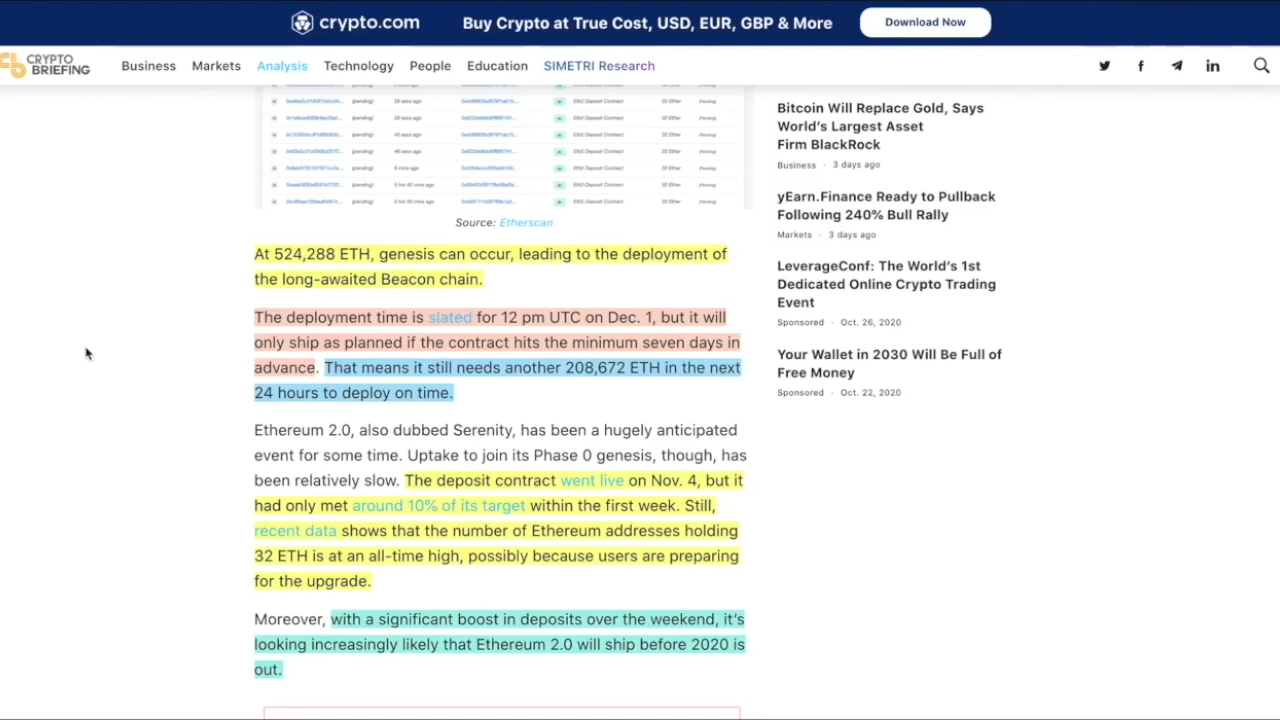 crypto.com
Buy Crypto at True Cost, USD, EUR, GBP & More
Download Now
CRYPTO
BRIEFING
Business
Markets
Analysis
Technology
People
Education
SIMETRI Research
Source: Etherscan
At 524,288 ETH, genesis can occur, leading to the deployment of
the long-awaited Beacon chain.
The deployment time is slated for 12 pm UTC on Dec. 1, but it will
only ship as planned if the contract hits the minimum seven days in
advance. That means it still needs another 208,672 ETH in the next
24 hours to deploy on time.
Ethereum 2.0, also dubbed Serenity, has been a hugely anticipated
event for some time. Uptake to join its Phase 0 genesis, though, has
been relatively slow. The deposit contract went live on Nov. 4, but it
had only met around 10% of its target within the first week. Still,
recent data shows that the number of Ethereum addresses holding
32 ETH is at an all-time high, possibly because users are preparing
for the upgrade.
Moreover, with a significant boost in deposits over the weekend, it's
looking increasingly likely that Ethereum 2.0 will ship before 2020 is
out.
Bitcoin Will Replace Gold, Says
World's Largest Asset
Firm BlackRock
Business · 3 days ago
yEarn.Finance Ready to Pullback
Following 240% Bull Rally
Markets · 3 days ago
LeverageConf: The World's 1st
Dedicated Online Crypto Trading
Event
Sponsored · Oct. 26, 2020
Your Wallet in 2030 Will Be Full of
Free Money
Sponsored · Oct. 22, 2020